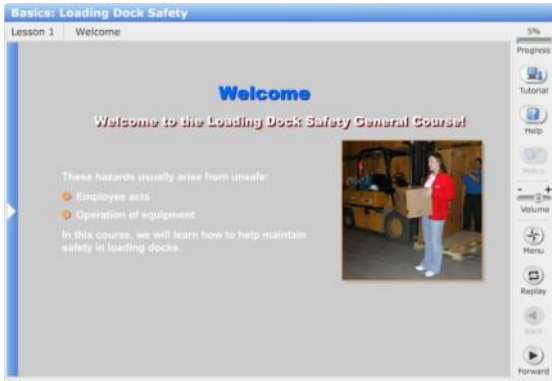 Basics: Loading Dock Safety
Lesson 1 Welcome
5%
Progress
Welcome
Tutorial
Welcome to the Loading Dock Safety General Course!
Help
These hazards usually arise from unsafe:
Policy
Employee acts
Operation of equipment
- +
Volume
In this course, we will learn how to help maintain
safety in loading docks.
Menu
Replay
Back
Forward